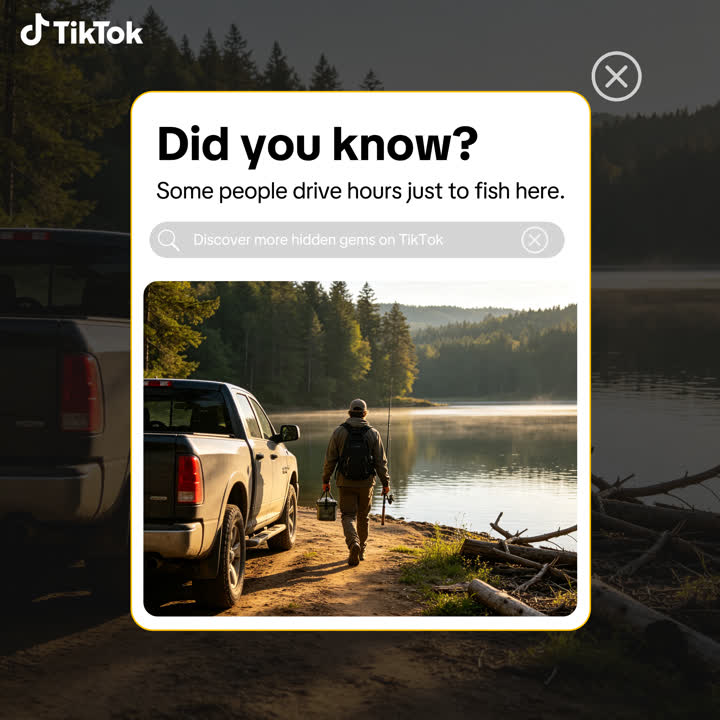 TikTok
Did you know?
Some people drive hours just to fish here.
Discover more hidden gems on TikTok